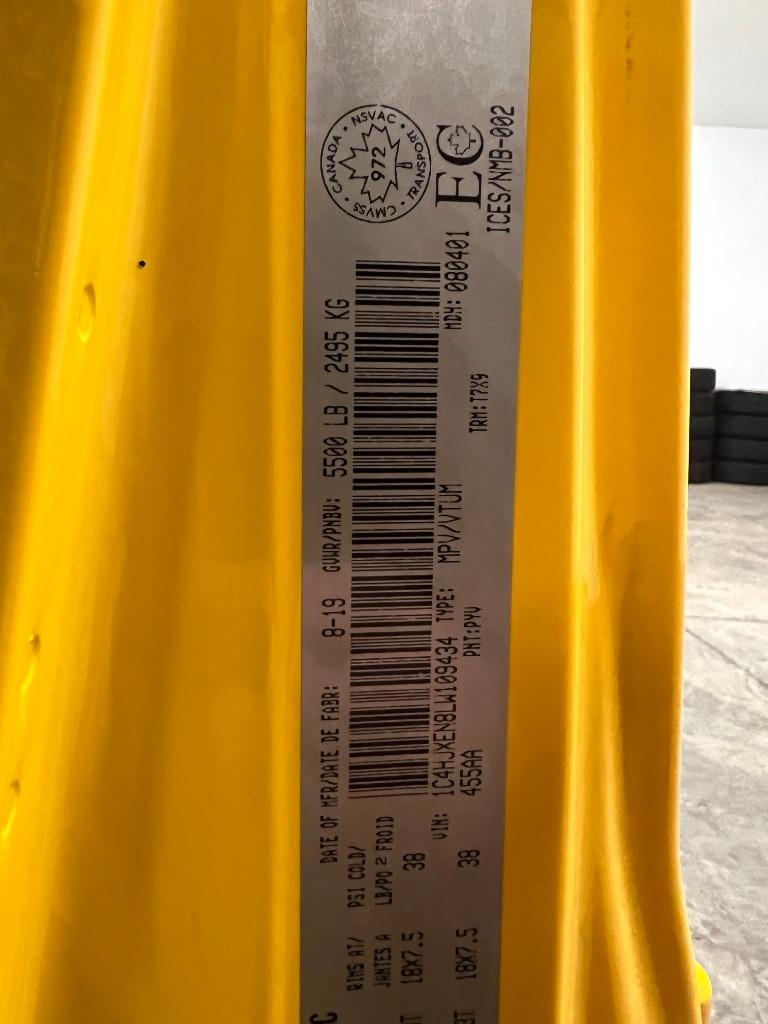 C
DATE OF MFR/DATE DE FABR: 8-19 GVWR/PNBV: 5500 LB / 2495 KG
RIMS AT/ PSI COLD/
JANTES A LB/PO2 FROID
18X7.5 38
VIN: 1C4HJXEN8LW109434 TYPE: MPV/VTUM MDH: 080401
18X7.5 38 455AA PNT:PYV TRM:T7X9
CANADA • NSVAC • TRANSPORT • CMVSS •
972
EC
ICES/NMB-002